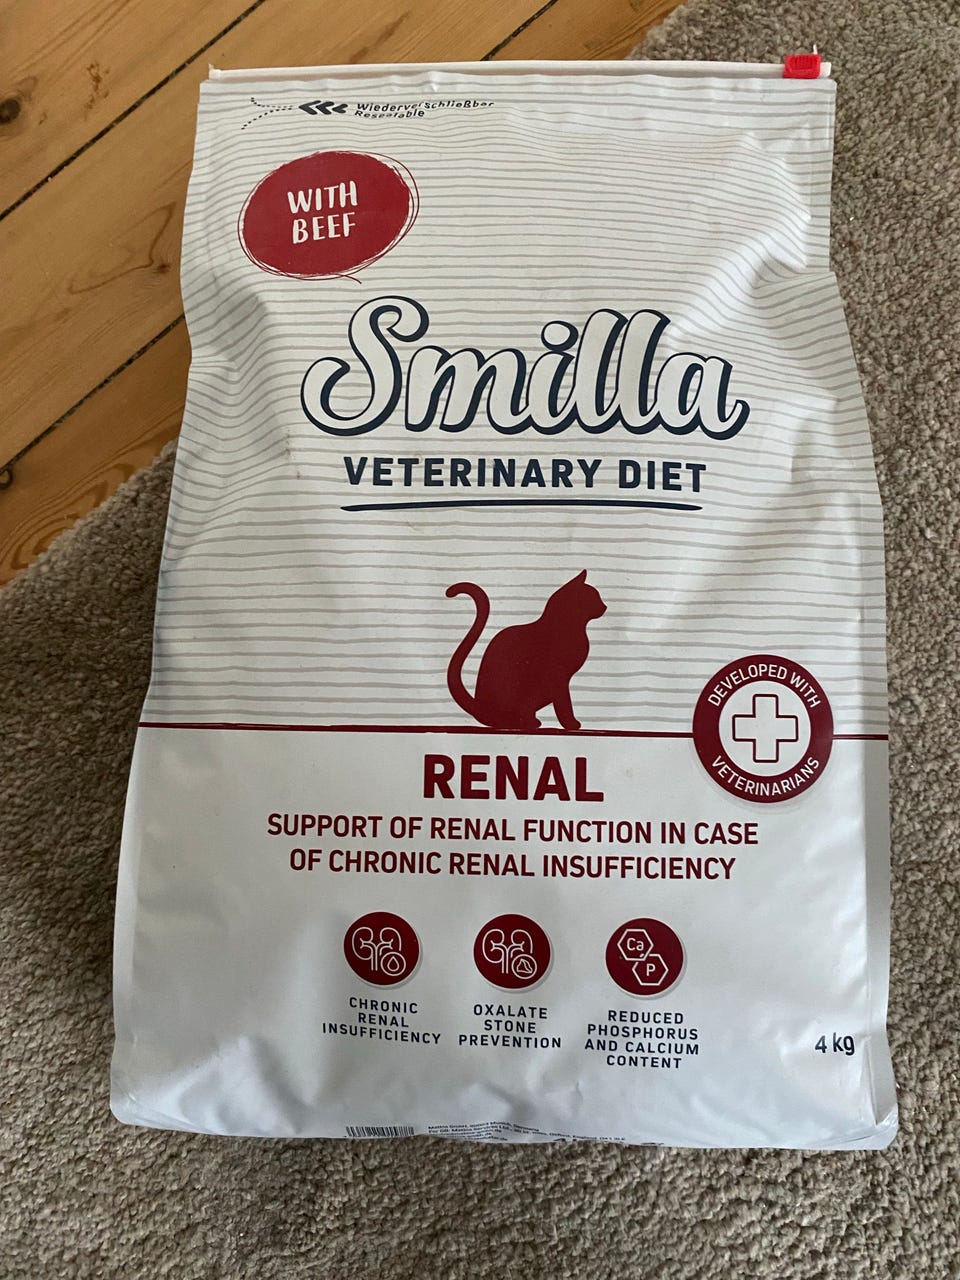 Wiederverschließbar
Resealable
WITH
BEEF
Smilla
VETERINARY DIET
DEVELOPED WITH
VETERINARIANS
RENAL
SUPPORT OF RENAL FUNCTION IN CASE
OF CHRONIC RENAL INSUFFICIENCY
Ca
P
CHRONIC
RENAL
INSUFFICIENCY
OXALATE
STONE
PREVENTION
REDUCED
PHOSPHORUS
AND CALCIUM
CONTENT
4 kg